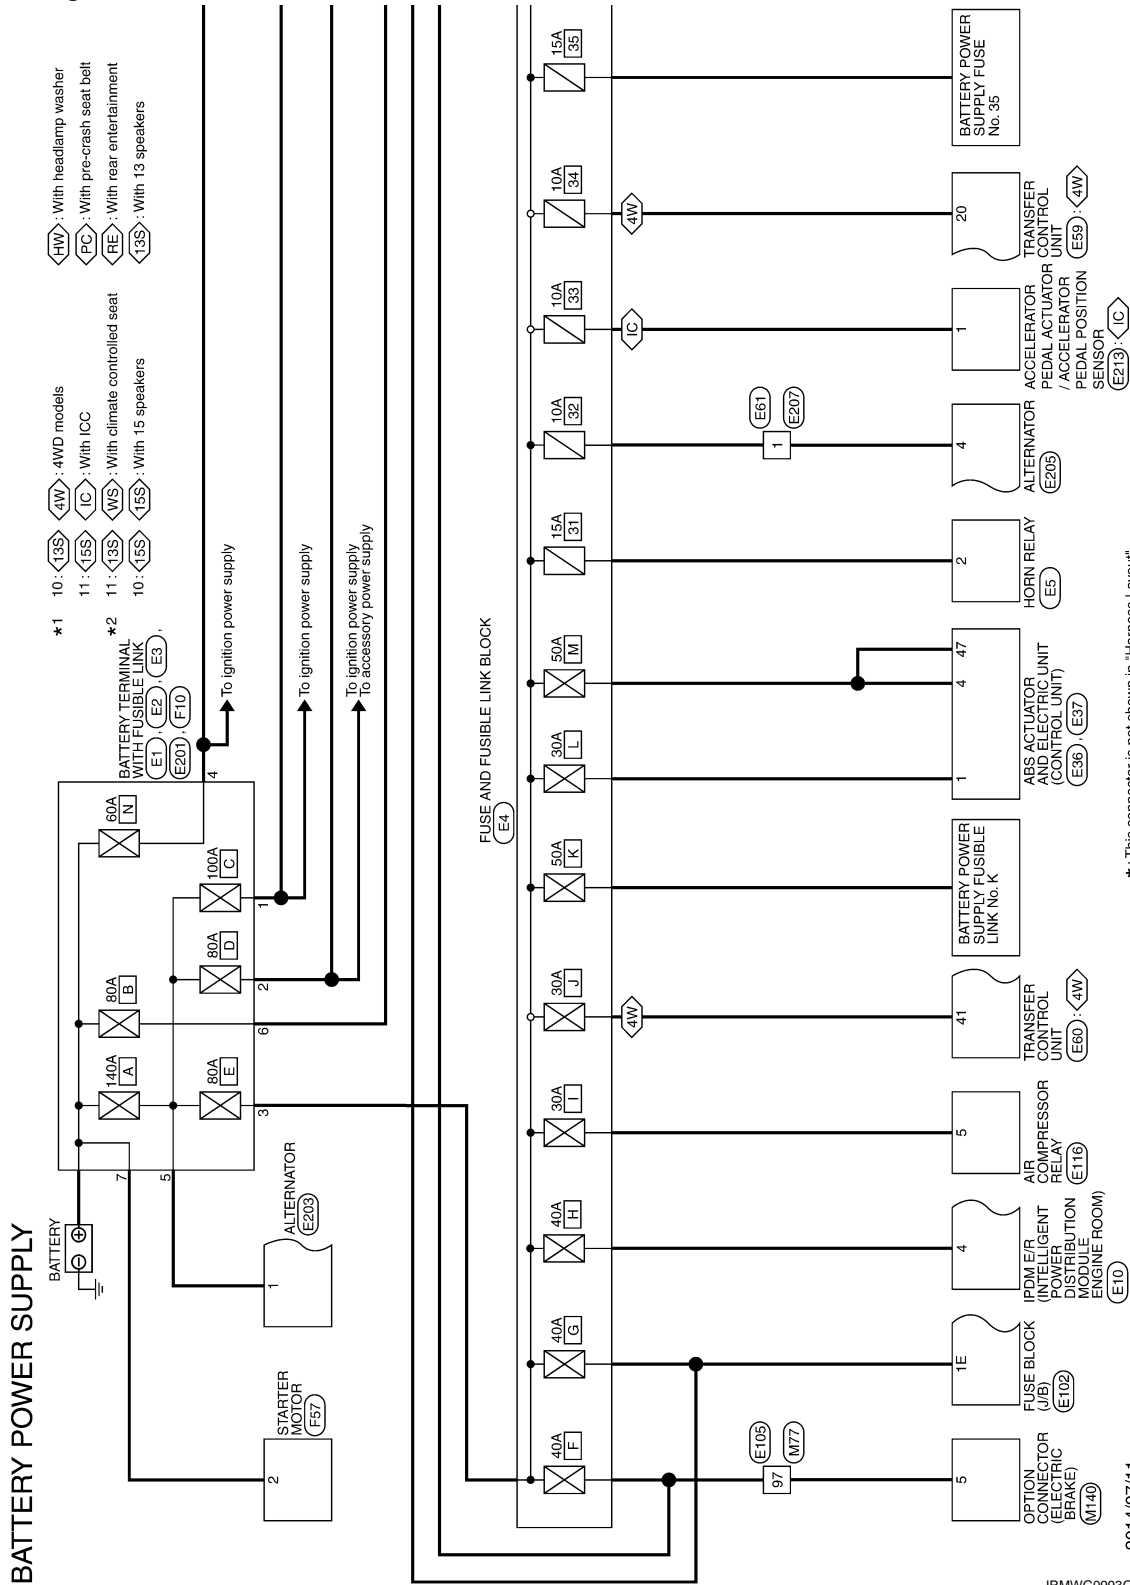 BATTERY POWER SUPPLY
BATTERY
STARTER
MOTOR
F57
2
ALTERNATOR
E203
1
7
5
140A
A
80A
B
60A
N
80A
E
80A
D
100A
C
3
6
2
1
4
BATTERY TERMINAL
WITH FUSIBLE LINK
E1 , E2 , E3 ,
E201 , F10
To ignition power supply
To ignition power supply
To ignition power supply
To accessory power supply
*1 10 : 13S
11 : 15S
*2 11 : 13S
10 : 15S
4W : 4WD models
IC : With ICC
WS : With climate controlled seat
15S : With 15 speakers
HW : With headlamp washer
PC : With pre-crash seat belt
RE : With rear entertainment
13S : With 13 speakers
FUSE AND FUSIBLE LINK BLOCK
E4
40A
F
40A
G
40A
H
30A
I
30A
J
50A
K
30A
L
50A
M
15A
31
10A
32
10A
33
10A
34
15A
35
4W
IC
4W
97
E105
M77
1
E61
E207
5
OPTION
CONNECTOR
(ELECTRIC
BRAKE)
M140
1E
FUSE BLOCK
(J/B)
E102
4
IPDM E/R
(INTELLIGENT
POWER
DISTRIBUTION
MODULE
ENGINE ROOM)
E10
5
AIR
COMPRESSOR
RELAY
E116
41
TRANSFER
CONTROL
UNIT
E60 : 4W
BATTERY POWER
SUPPLY FUSIBLE
LINK No. K
1
4
47
ABS ACTUATOR
AND ELECTRIC UNIT
(CONTROL UNIT)
E36 , E37
2
HORN RELAY
E5
4
ALTERNATOR
E205
1
ACCELERATOR
PEDAL ACTUATOR
/ ACCELERATOR
PEDAL POSITION
SENSOR
E213 : IC
20
TRANSFER
CONTROL
UNIT
E59 : 4W
BATTERY POWER
SUPPLY FUSE
No. 35